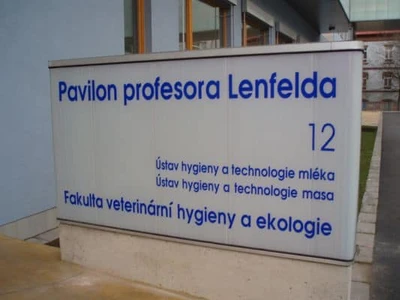 Pavilon profesora Lenfelda
12
Ústav hygieny a technologie mléka
Ústav hygieny a technologie masa
Fakulta veterinární hygieny a ekologie